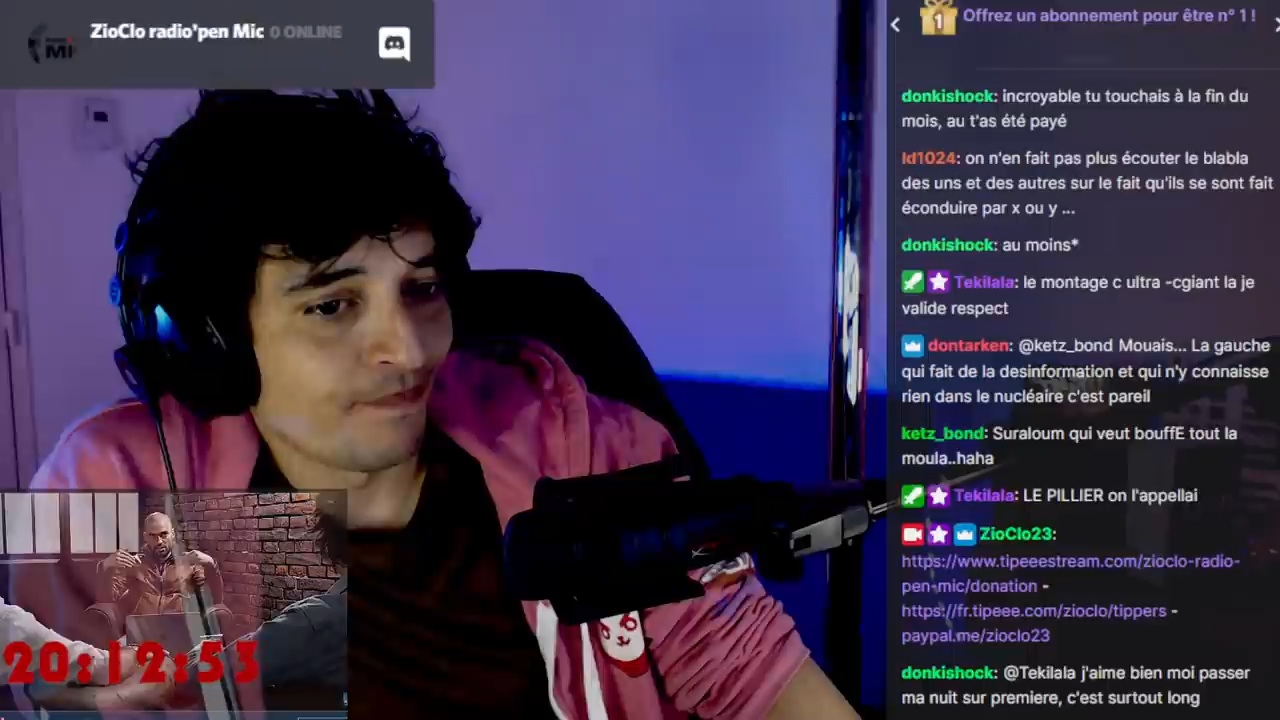 ZioClo radio'pen Mic 0 ONLINE
MI
1 Offrez un abonnement pour être n° 1 !
donkishock: incroyable tu touchais à la fin du
mois, au t'as été payé
ld1024: on n'en fait pas plus écouter le blabla
des uns et des autres sur le fait qu'ils se sont fait
éconduire par x ou y ...
donkishock: au moins*
Tekilala: le montage c ultra -cgiant la je
valide respect
dontarken: @ketz_bond Mouais... La gauche
qui fait de la desinformation et qui n'y connaisse
rien dans le nucléaire c'est pareil
ketz_bond: Suraloum qui veut bouffE tout la
moula..haha
Tekilala: LE PILLIER on l'appellai
ZioClo23:
https://www.tipeeestream.com/zioclo-radio-
pen-mic/donation -
https://fr.tipeee.com/zioclo/tippers -
paypal.me/zioclo23
donkishock: @Tekilala j'aime bien moi passer
ma nuit sur premiere, c'est surtout long
20:12:53